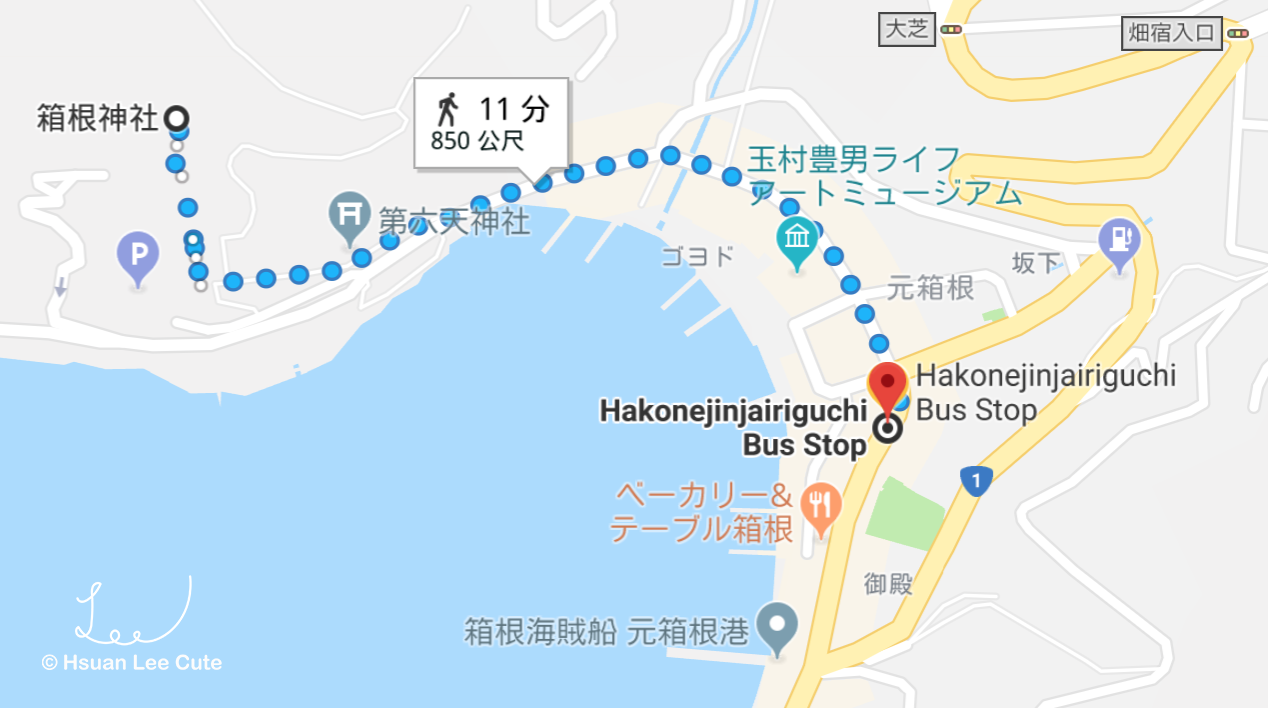 大芝
畑宿入口
箱根神社
11 分
850 公尺
玉村豊男ライフ
アートミュージアム
第六天神社
P
ゴヨド
坂下
元箱根
Hakonejinjairiguchi
Bus Stop
Hakonejinjairiguchi
Bus Stop
1
ベーカリー&
テーブル箱根
御殿
箱根海賊船 元箱根港
Lee
© Hsuan Lee Cute